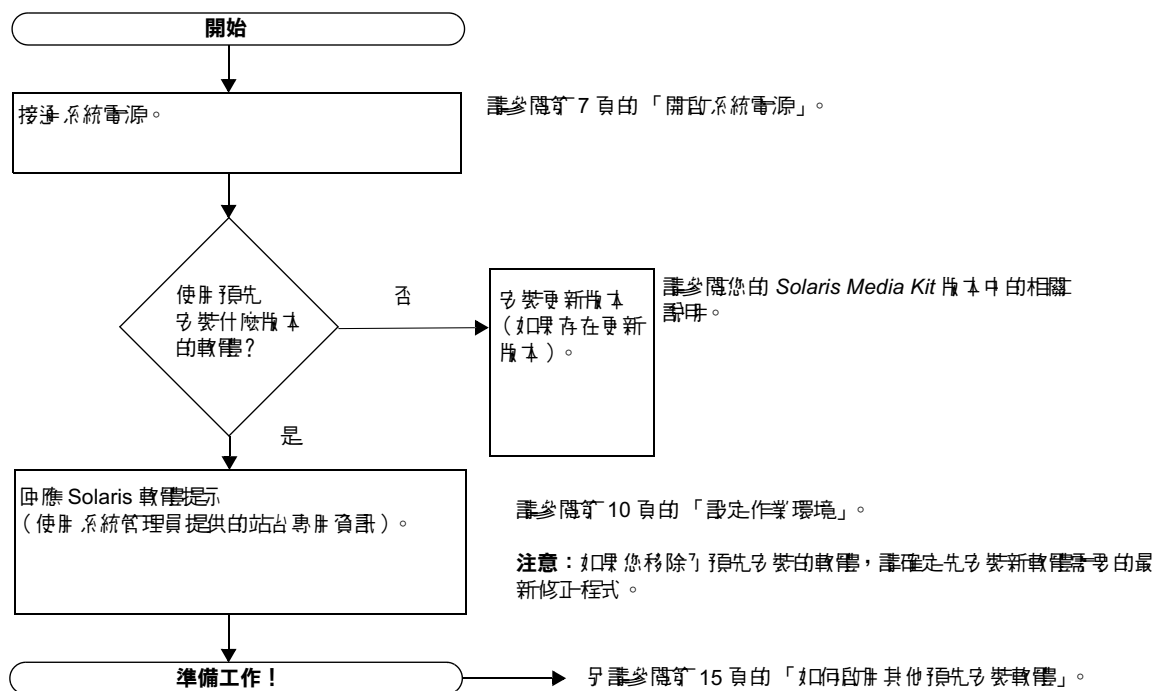 開始
接通系統電源。
請參閱第 7 頁的「開啟系統電源」。
使用預先
安裝什麼版本
的軟體?
否
安裝更新版本
(如果存在更新
版本)。
請參閱您的 Solaris Media Kit 版本中的相關
說明。
是
回應 Solaris 軟體提示
(使用系統管理員提供的站台專用資訊)。
請參閱第 10 頁的「設定作業環境」。
注意:如果您移除了預先安裝的軟體,請確定先安裝新軟體需要的最
新修正程式。
準備工作!
另請參閱第 15 頁的「如何啟用其他預先安裝軟體」。